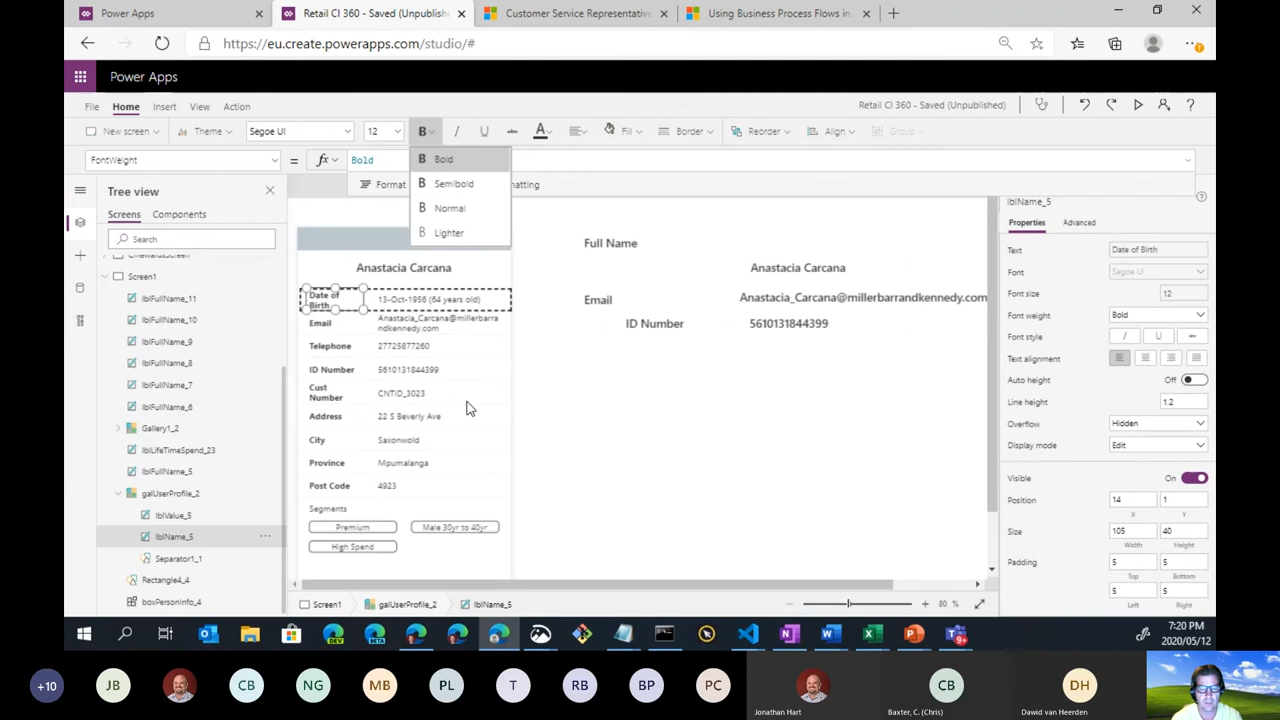 Power Apps
Retail CI 360 - Saved (Unpublish
Customer Service Representative
Using Business Process Flows in
https://eu.create.powerapps.com/studio/#
Power Apps
File Home Insert View Action
Retail CI 360 - Saved (Unpublished)
New screen Theme Segoe UI 12 B / U A Fill Border Reorder Align Group
FontWeight = fx Bold
Format
matting
Bold
Semibold
Normal
Lighter
Tree view
Screens Components
Search
Screen1
lblFullName_11
lblFullName_10
lblFullName_9
lblFullName_8
lblFullName_7
lblFullName_6
Gallery1_2
lblLifeTimeSpend_23
lblFullName_5
galUserProfile_2
lblValue_5
lblName_5
Separator1_1
Rectangle4_4
boxPersonInfo_4
Anastacia Carcana
Date of Birth 13-Oct-1956 (64 years old)
Email Anastacia_Carcana@millerbarra
ndkennedy.com
Telephone 27725877260
ID Number 5610131844399
Cust Number CNTID_3023
Address 22 S Beverly Ave
City Saxonwold
Province Mpumalanga
Post Code 4923
Segments
Premium Male 30yr to 40yr
High Spend
Full Name
Anastacia Carcana
Email Anastacia_Carcana@millerbarrandkennedy.com
ID Number 5610131844399
lblName_5
Properties Advanced
Text Date of Birth
Font Segoe UI
Font size 12
Font weight Bold
Font style / U
Text alignment
Auto height Off
Line height 1.2
Overflow Hidden
Display mode Edit
Visible On
Position 14 1
X Y
Size 105 40
Width Height
Padding 5 5
Top Bottom
5 5
Left Right
Screen1 galUserProfile_2 lblName_5
80 %
7:20 PM
2020/05/12
+10 JB CB NG MB PL T RB BP PC CB DH
Jonathan Hart
Baxter, C. (Chris)
Dawid van Heerden